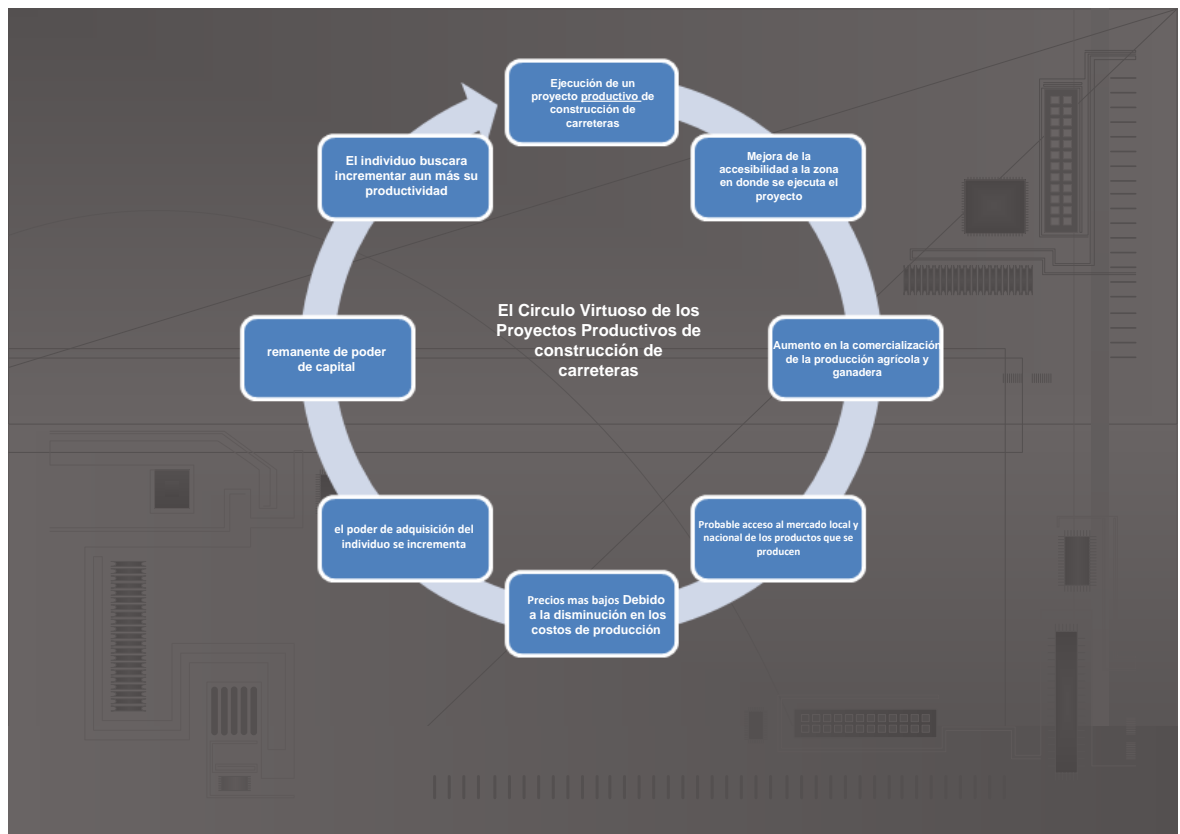 Ejecución de un
proyecto productivo de
construcción de
carreteras
Mejora de la
accesibilidad a la zona
en donde se ejecuta el
proyecto
Aumento en la comercialización
de la producción agrícola y
ganadera
Probable acceso al mercado local y
nacional de los productos que se
producen
Precios mas bajos Debido
a la disminución en los
costos de producción
el poder de adquisición del
individuo se incrementa
remanente de poder
de capital
El individuo buscara
incrementar aun más su
productividad
El Circulo Virtuoso de los
Proyectos Productivos de
construcción de
carreteras